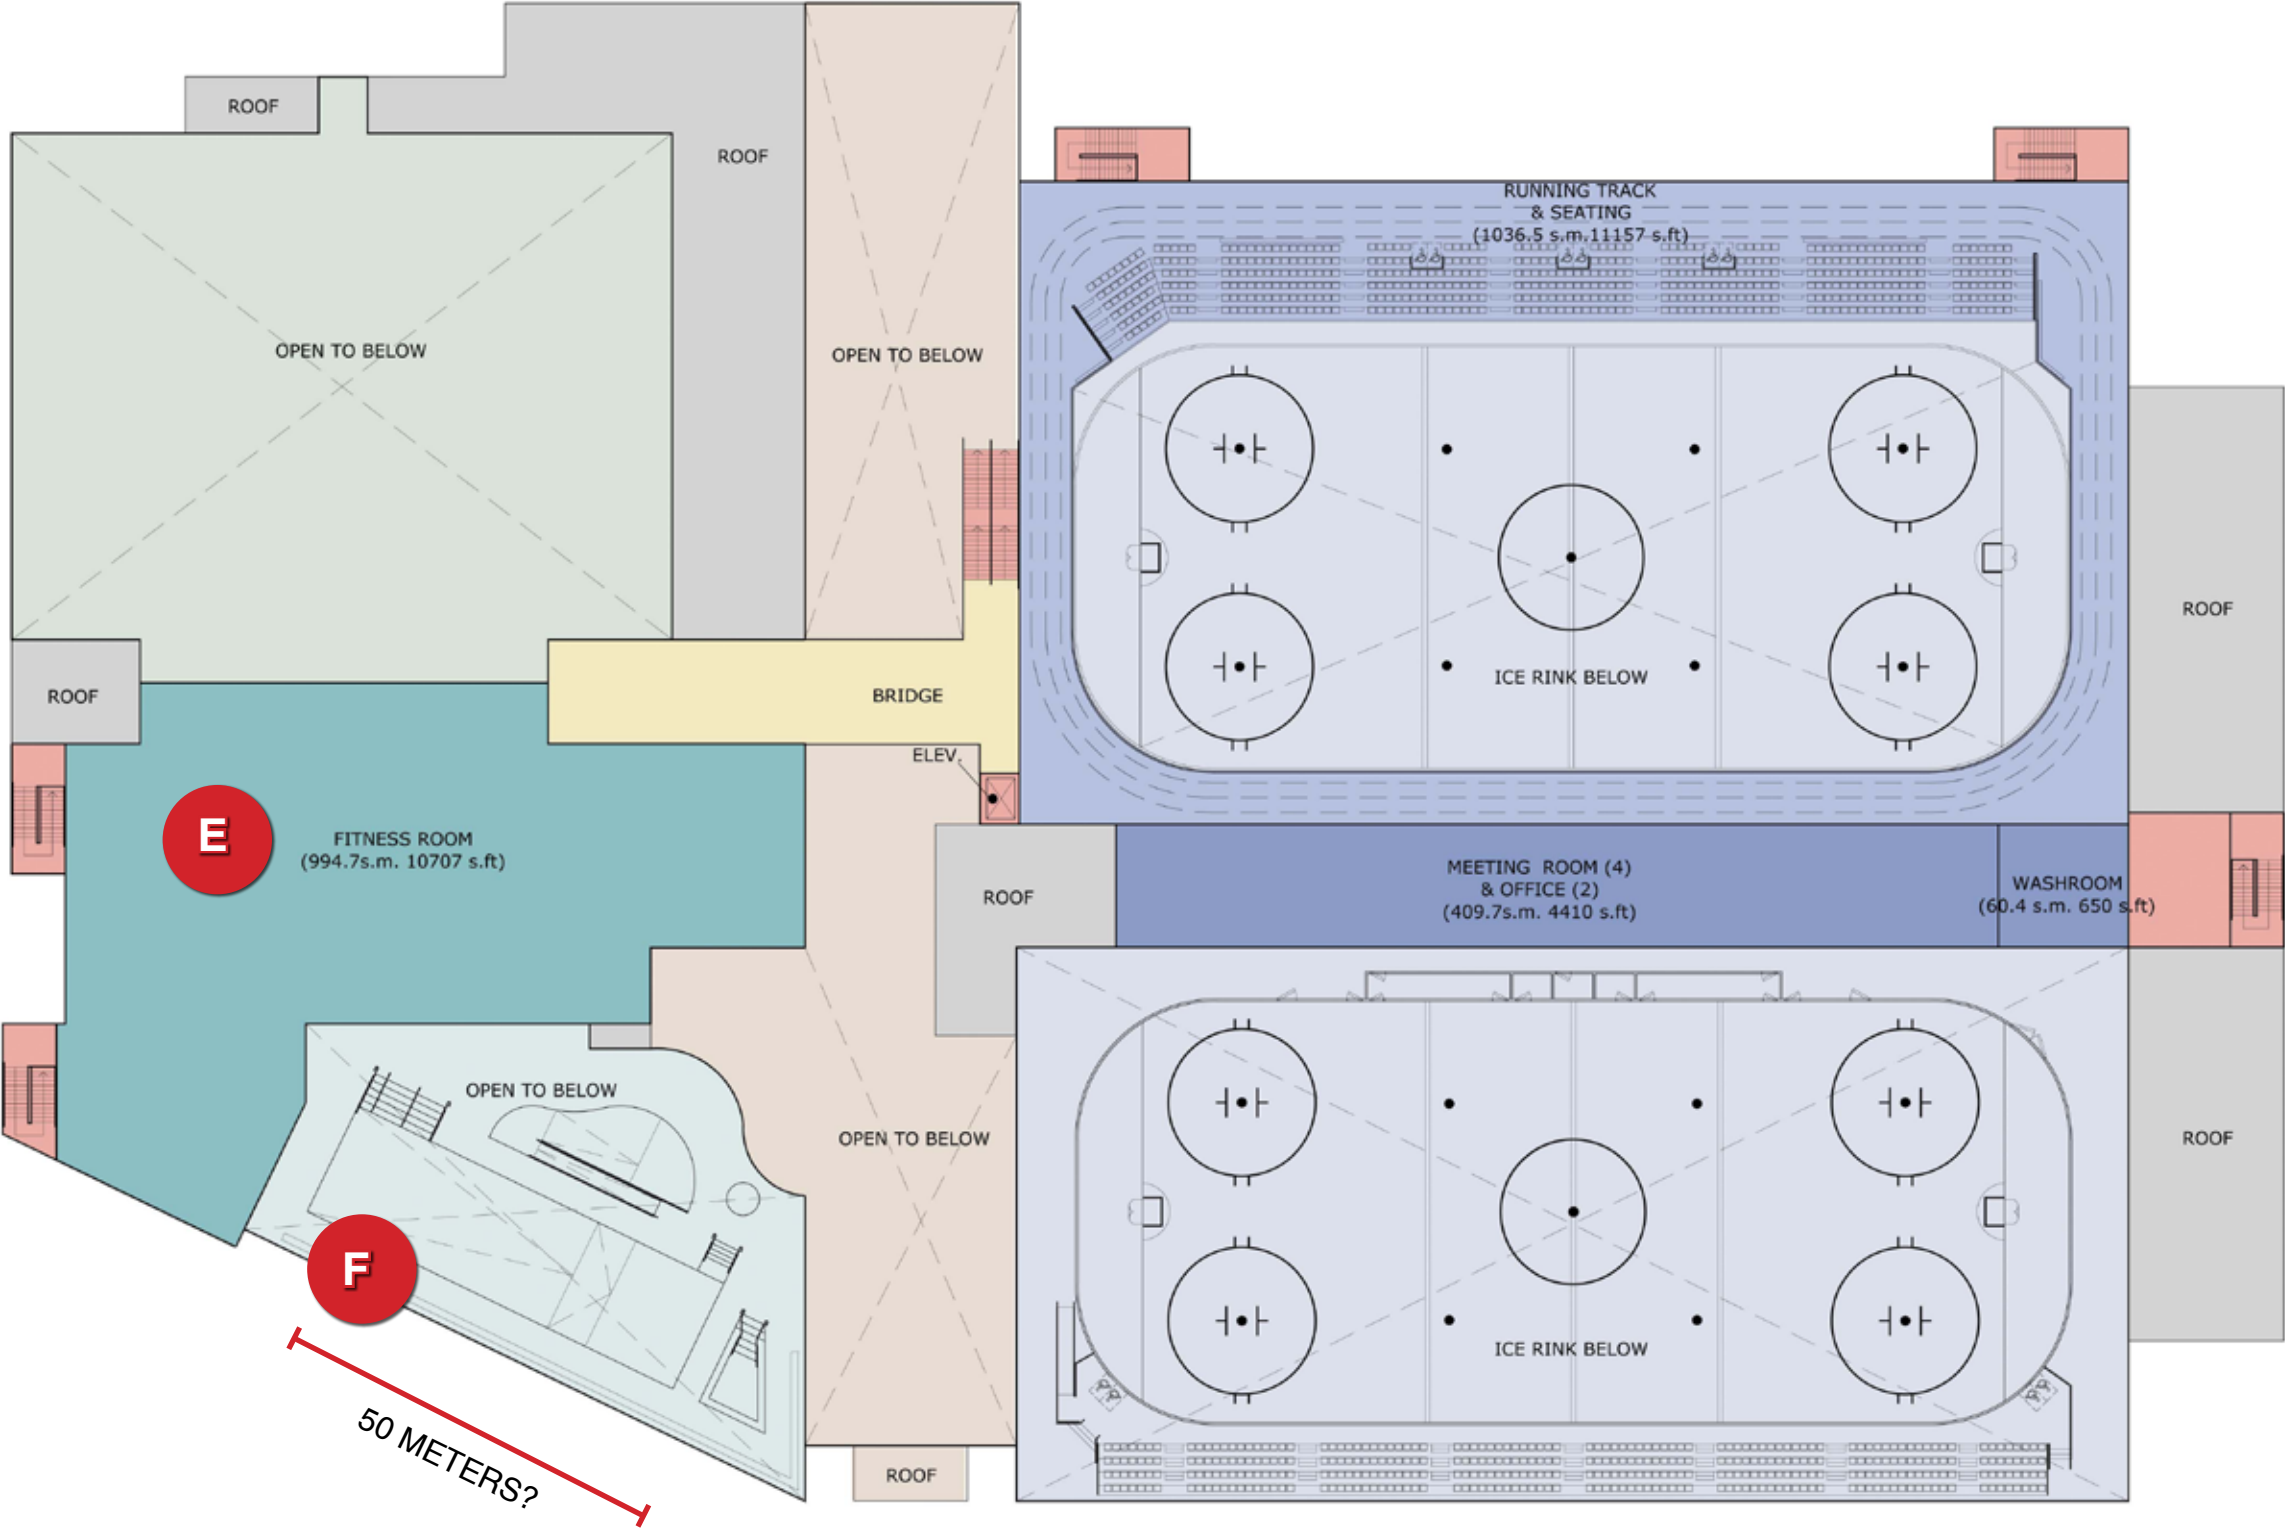 ROOF
ROOF
RUNNING TRACK
& SEATING
(1036.5 s.m.11157 s.ft)
OPEN TO BELOW
OPEN TO BELOW
ROOF
ICE RINK BELOW
ROOF
BRIDGE
ELEV.
E
FITNESS ROOM
(994.7s.m. 10707 s.ft)
ROOF
MEETING ROOM (4)
& OFFICE (2)
(409.7s.m. 4410 s.ft)
WASHROOM
(60.4 s.m. 650 s.ft)
OPEN TO BELOW
OPEN TO BELOW
ROOF
F
ICE RINK BELOW
50 METERS?
ROOF